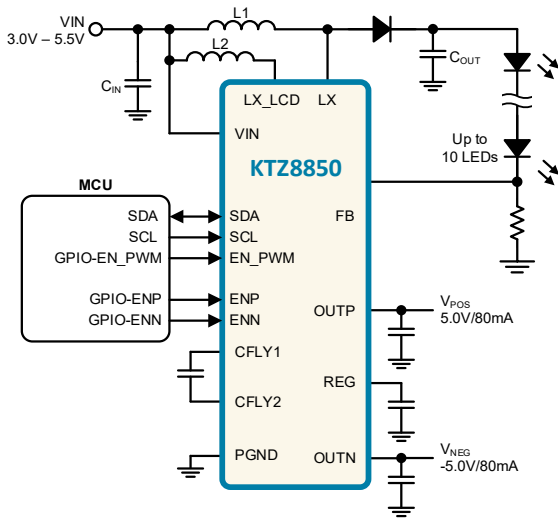 VIN
3.0V – 5.5V
L1
L2
CIN
COUT
LX_LCD
LX
VIN
KTZ8850
Up to
10 LEDs
MCU
SDA
SDA
FB
SCL
SCL
GPIO-EN_PWM
EN_PWM
GPIO-ENP
ENP
OUTP
VPOS
5.0V/80mA
GPIO-ENN
ENN
CFLY1
REG
CFLY2
PGND
OUTN
VNEG
-5.0V/80mA